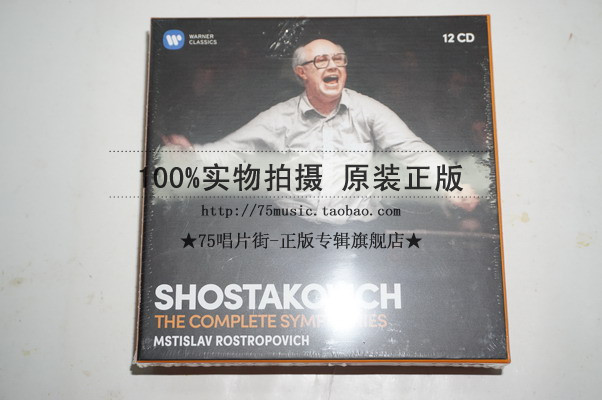 WARNER
CLASSICS
12 CD
100%实物拍摄 原装正版
http://75music.taobao.com
★75唱片街-正版专辑旗舰店★
SHOSTAKOVICH
THE COMPLETE SYMPHONIES
MSTISLAV ROSTROPOVICH